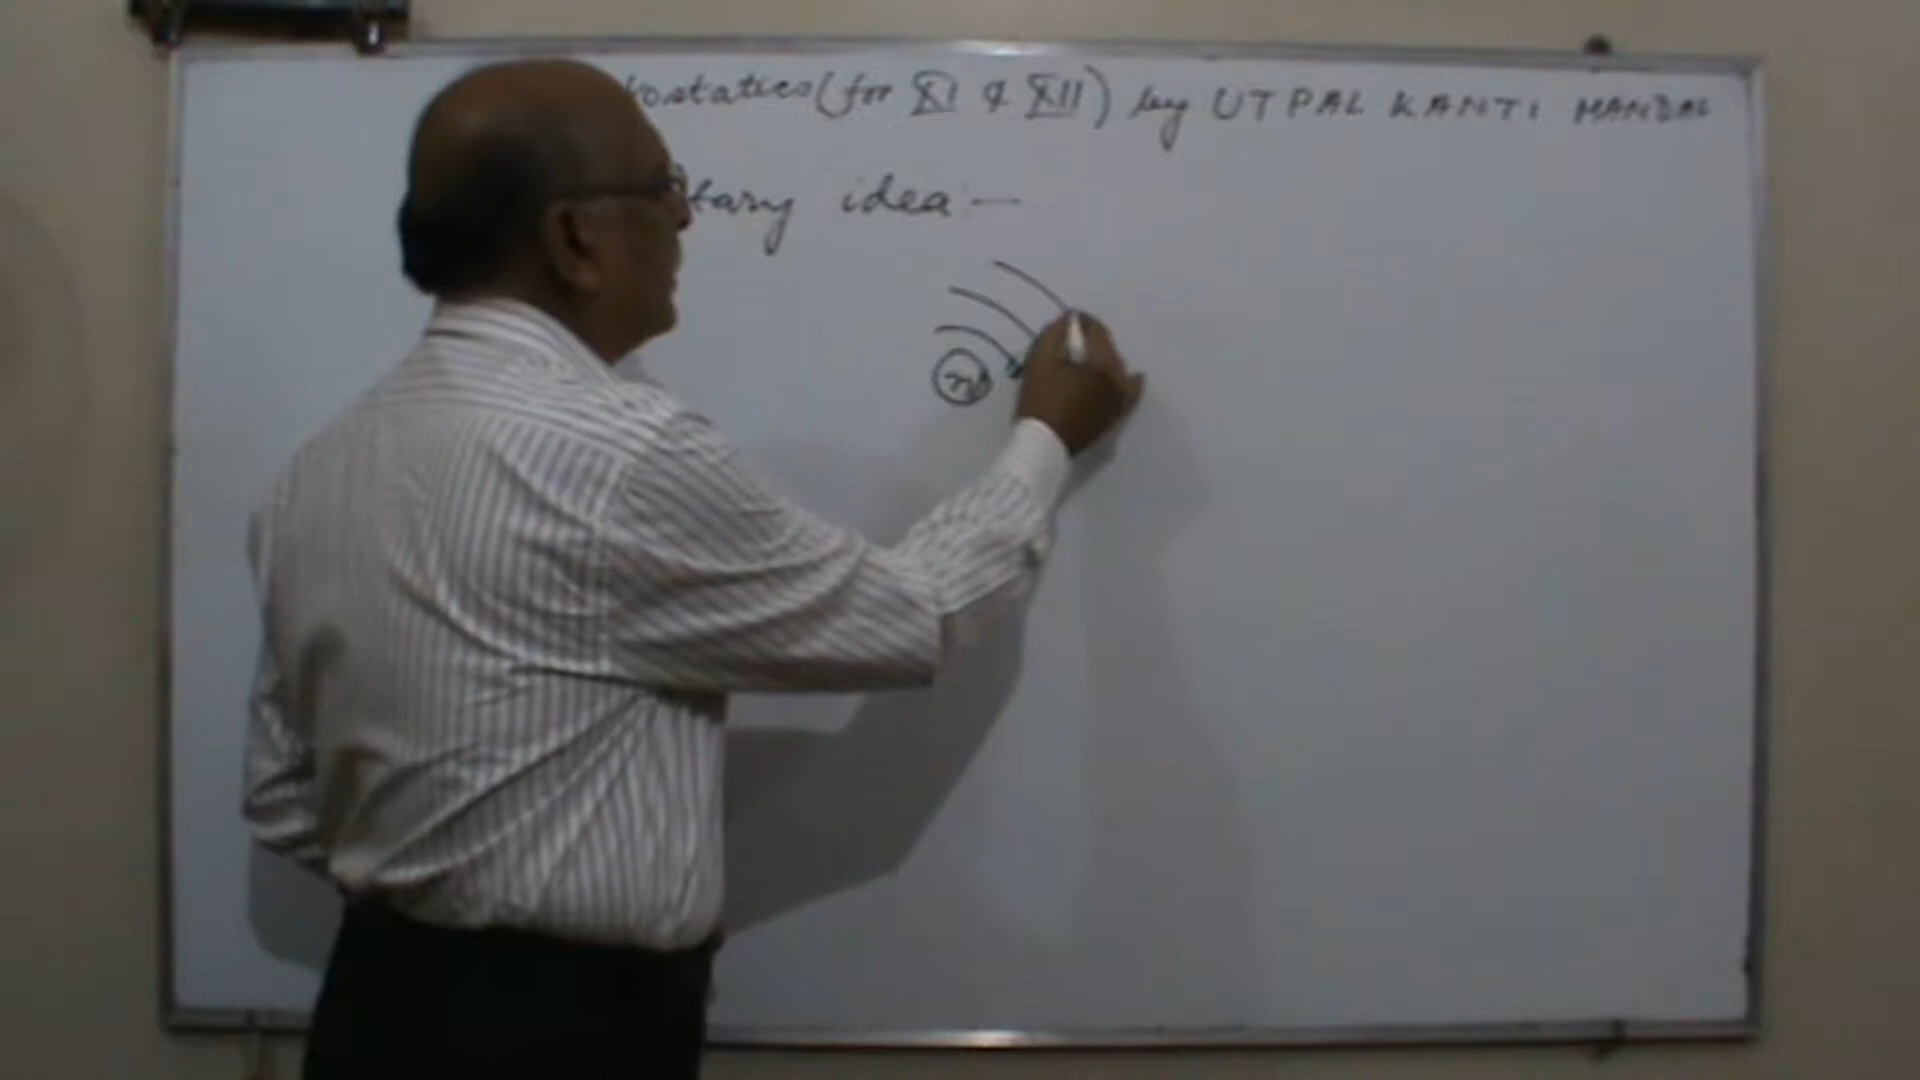 ostatics (for XI & XII) by UTPAL KANTI MANDAL
tary idea :—
n